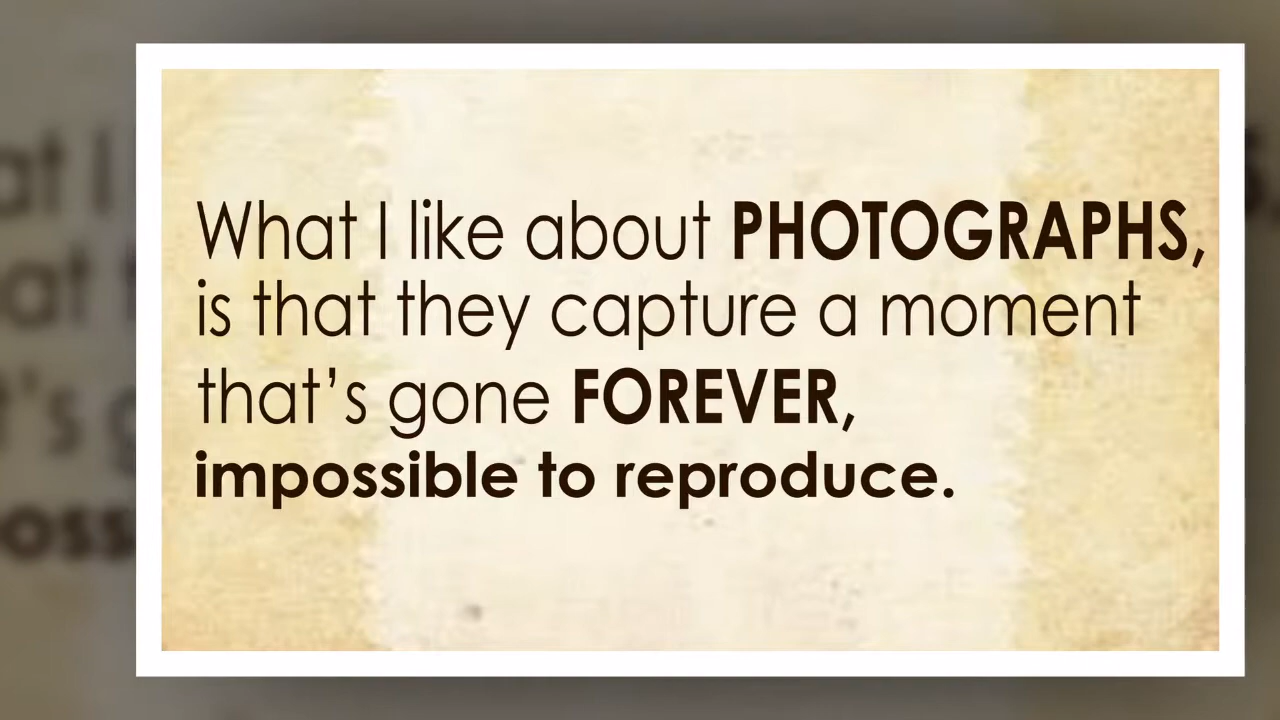 What I like about PHOTOGRAPHS,
is that they capture a moment
that’s gone FOREVER,
impossible to reproduce.